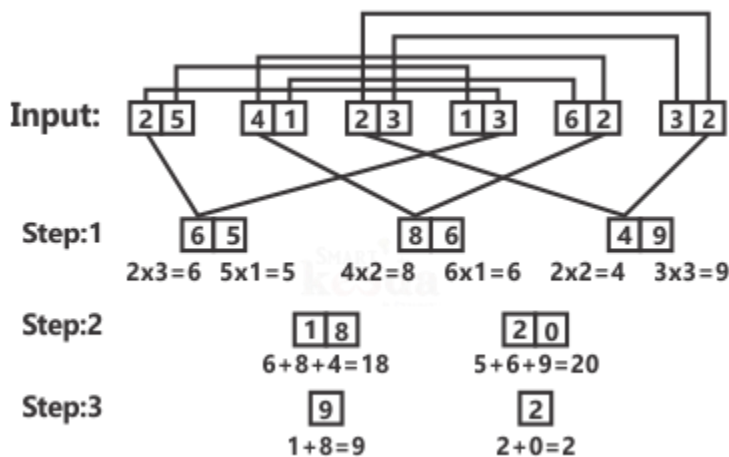 Input: 2 5 4 1 2 3 1 3 6 2 3 2
Step:1 6 5 8 6 4 9
2x3=6 5x1=5 4x2=8 6x1=6 2x2=4 3x3=9
Step:2 1 8 2 0
6+8+4=18 5+6+9=20
Step:3 9 2
1+8=9 2+0=2